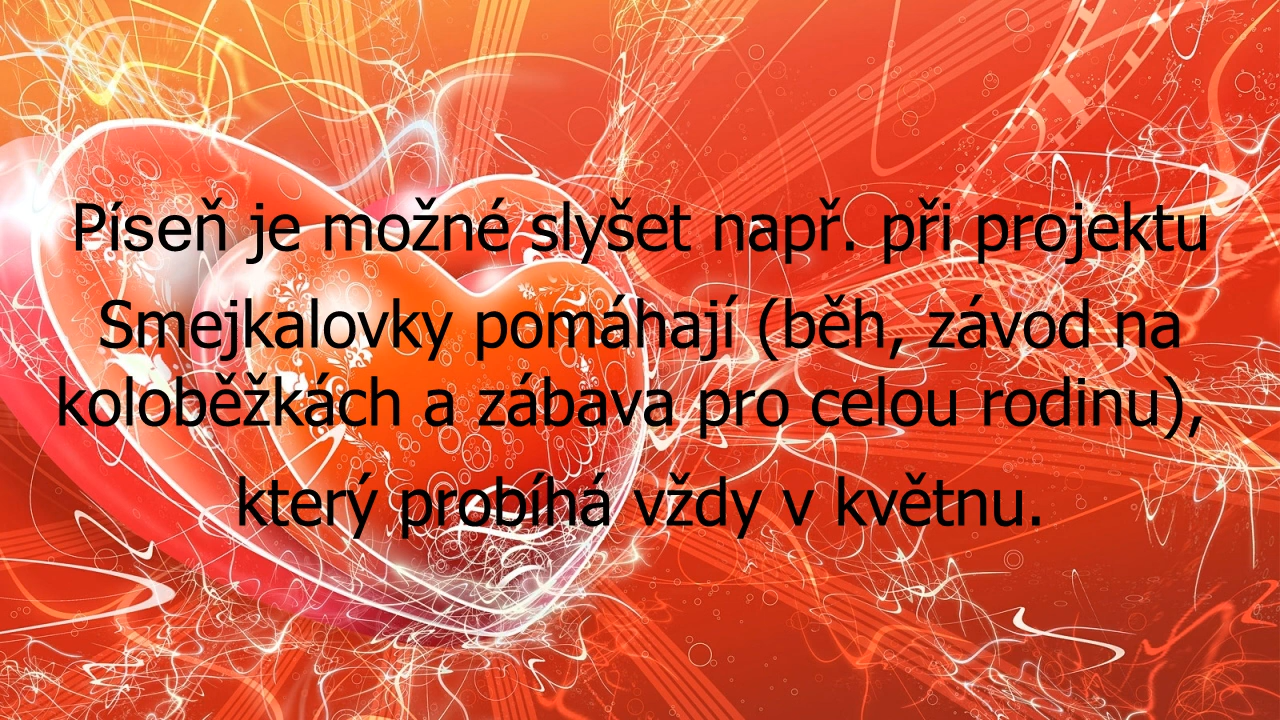 Píseň je možné slyšet např. při projektu
Smejkalovky pomáhají (běh, závod na
koloběžkách a zábava pro celou rodinu),
který probíhá vždy v květnu.